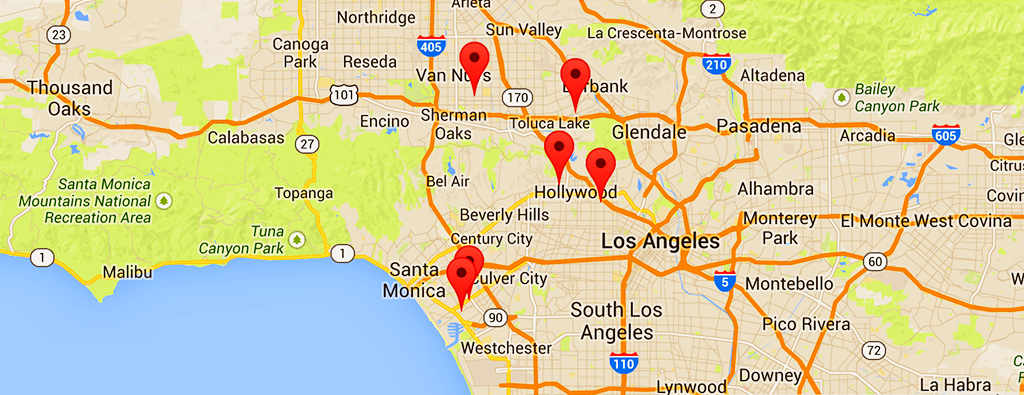 Arleta
Northridge
2
23
Sun Valley
La Crescenta-Montrose
Canoga
Park
405
Reseda
Van Nuys
210
Altadena
Burbank
Thousand
Oaks
101
170
Bailey
Canyon Park
Encino
Sherman
Oaks
Toluca Lake
Glendale
Pasadena
Arcadia
605
Calabasas
27
Citrus
Bel Air
Santa Monica
Mountains National
Recreation Area
Topanga
Hollywood
Alhambra
Beverly Hills
Monterey
Park
El Monte
West Covina
Tuna
Canyon Park
Century City
Los Angeles
1
1
60
Malibu
Santa
Monica
Culver City
5
Montebello
South Los
Angeles
90
Pico Rivera
Westchester
72
110
Downey
Lynwood
La Habra